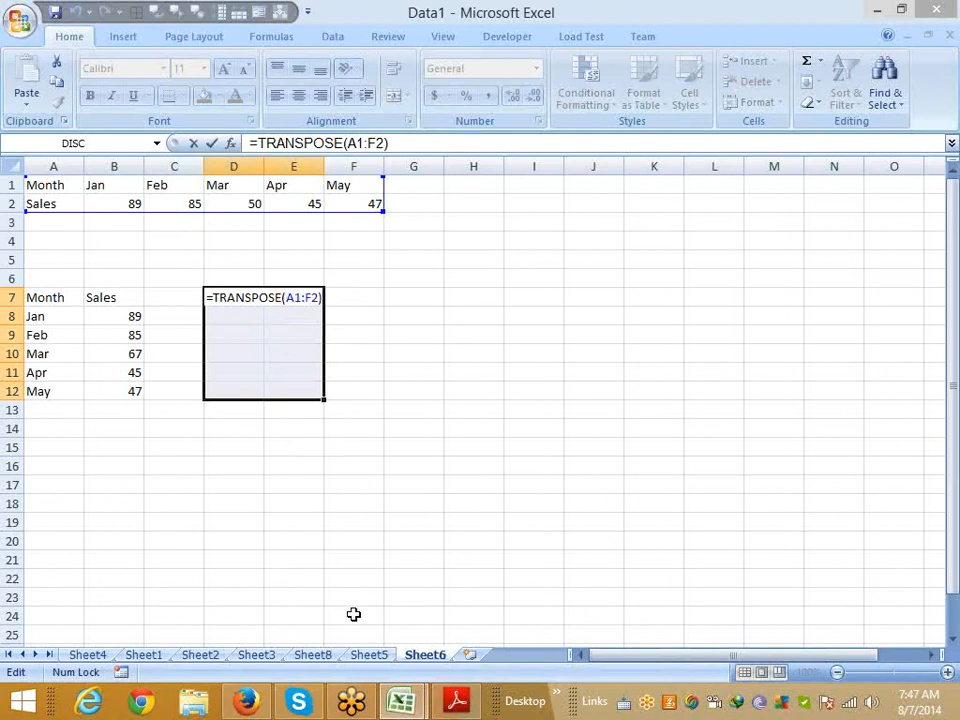 Data1 - Microsoft Excel
Home Insert Page Layout Formulas Data Review View Developer Load Test Team
Paste
Calibri 11
B I U
General
$ % ,
Conditional Formatting
Format as Table
Cell Styles
Insert
Delete
Format
Σ
Sort & Filter
Find & Select
Clipboard Font Alignment Number Styles Cells Editing
DISC fx =TRANSPOSE(A1:F2)
A B C D E F G H I J K L M N O
1 Month Jan Feb Mar Apr May
2 Sales 89 85 50 45 47
3
4
5
6
7 Month Sales =TRANSPOSE(A1:F2)
8 Jan 89
9 Feb 85
10 Mar 67
11 Apr 45
12 May 47
13
14
15
16
17
18
19
20
21
22
23
24
25
Sheet4 Sheet1 Sheet2 Sheet3 Sheet8 Sheet5 Sheet6
Edit Num Lock 100%
Desktop » Links
7:47 AM
8/7/2014